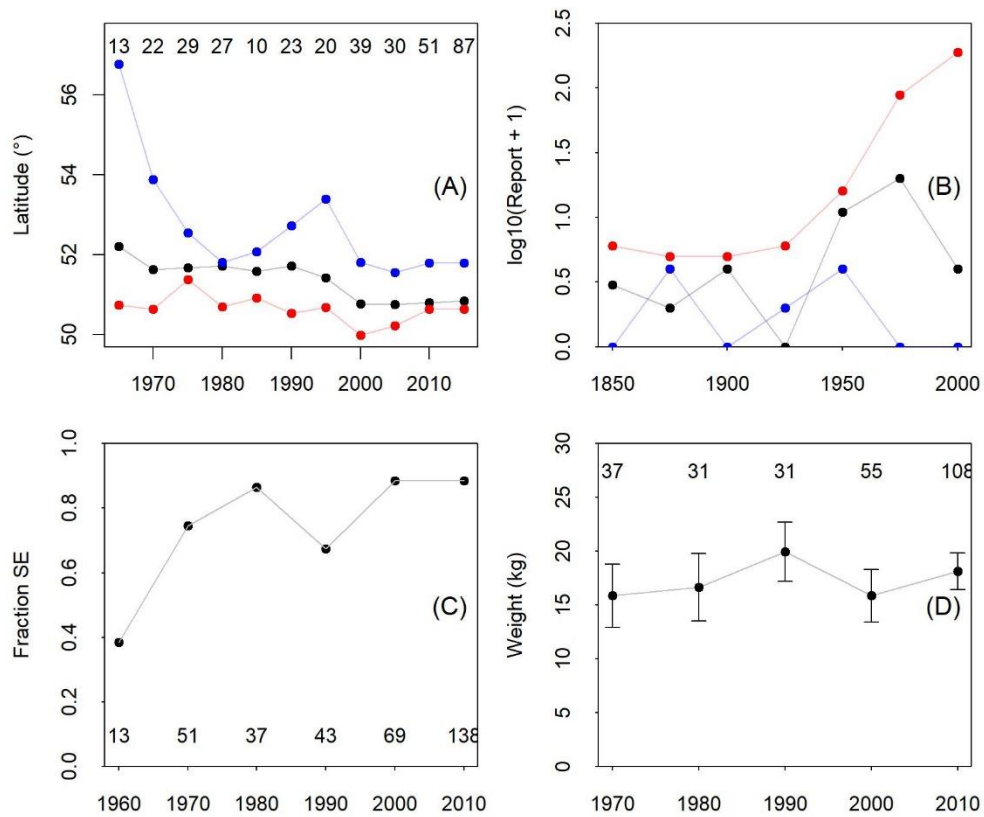 13 22 29 27 10 23 20 39 30 51 87
Latitude (°)
56
54
52
50
(A)
1970 1980 1990 2000 2010
log10(Report + 1)
2.5
2.0
1.5
1.0
0.5
0.0
(B)
1850 1900 1950 2000
Fraction SE
1.0
0.8
0.6
0.4
0.2
0.0
(C)
13 51 37 43 69 138
1960 1970 1980 1990 2000 2010
Weight (kg)
30
25
20
15
10
5
0
37 31 31 55 108
(D)
1970 1980 1990 2000 2010